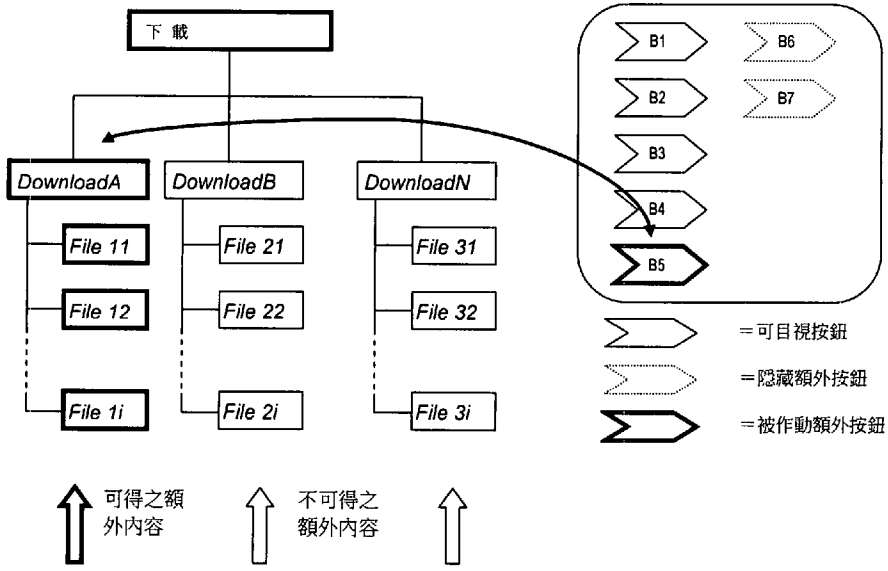 下 載
DownloadA
DownloadB
DownloadN
File 11
File 21
File 31
File 12
File 22
File 32
File 1i
File 2i
File 3i
可得之額
外內容
不可得之
額外內容
B1
B6
B2
B7
B3
B4
B5
=可目視按鈕
=隱藏額外按鈕
=被作動額外按鈕